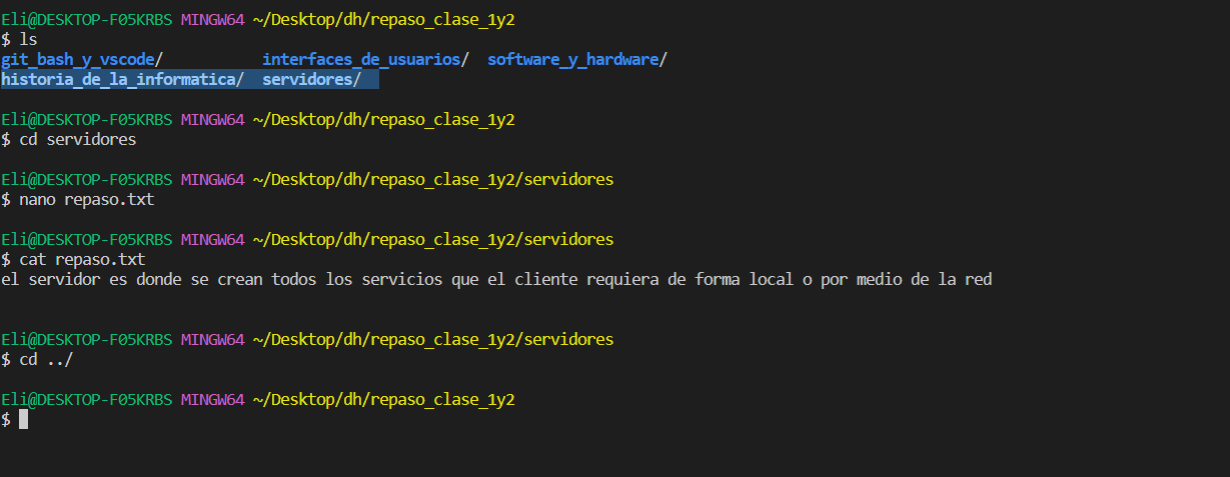 Eli@DESKTOP-F05KRBS MINGW64 ~/Desktop/dh/repaso_clase_1y2
$ ls
git_bash_y_vscode/ interfaces_de_usuarios/ software_y_hardware/
historia_de_la_informatica/ servidores/
Eli@DESKTOP-F05KRBS MINGW64 ~/Desktop/dh/repaso_clase_1y2
$ cd servidores
Eli@DESKTOP-F05KRBS MINGW64 ~/Desktop/dh/repaso_clase_1y2/servidores
$ nano repaso.txt
Eli@DESKTOP-F05KRBS MINGW64 ~/Desktop/dh/repaso_clase_1y2/servidores
$ cat repaso.txt
el servidor es donde se crean todos los servicios que el cliente requiera de forma local o por medio de la red
Eli@DESKTOP-F05KRBS MINGW64 ~/Desktop/dh/repaso_clase_1y2/servidores
$ cd ../
Eli@DESKTOP-F05KRBS MINGW64 ~/Desktop/dh/repaso_clase_1y2
$